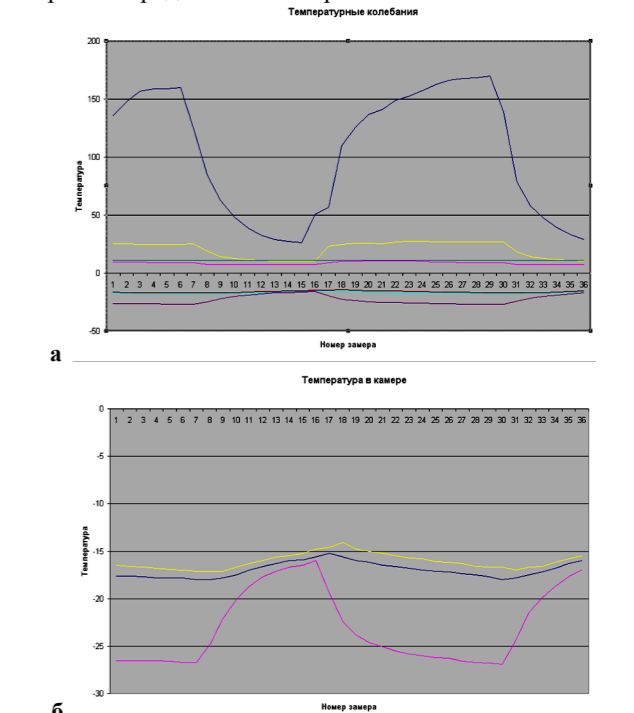 Температурные колебания
200
150
100
50
0
-50
Температура
1 2 3 4 5 6 7 8 9 10 11 12 13 14 15 16 17 18 19 20 21 22 23 24 25 26 27 28 29 30 31 32 33 34 35 36
Номер замера
а
Температура в камере
0
-5
-10
-15
-20
-25
-30
Температура
1 2 3 4 5 6 7 8 9 10 11 12 13 14 15 16 17 18 19 20 21 22 23 24 25 26 27 28 29 30 31 32 33 34 35 36
Номер замера
б